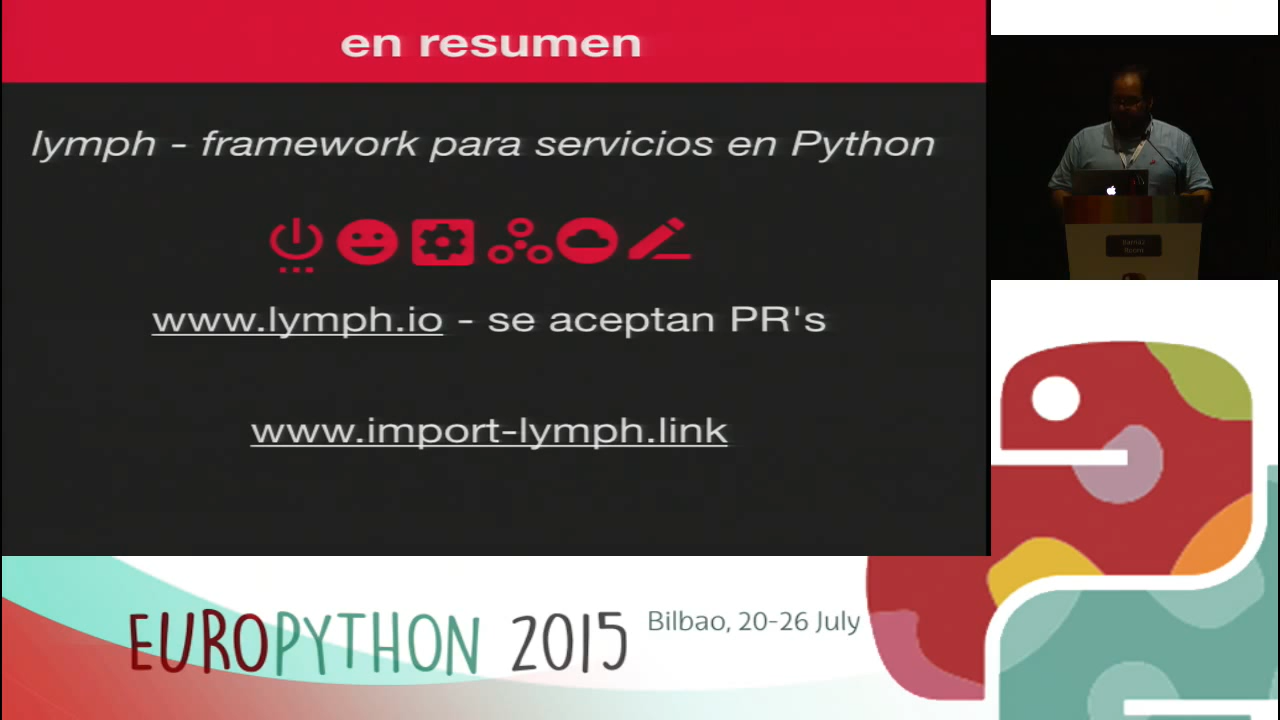 en resumen
lymph - framework para servicios en Python
www.lymph.io - se aceptan PR's
www.import-lymph.link
EUROPYTHON 2015
Bilbao, 20-26 July